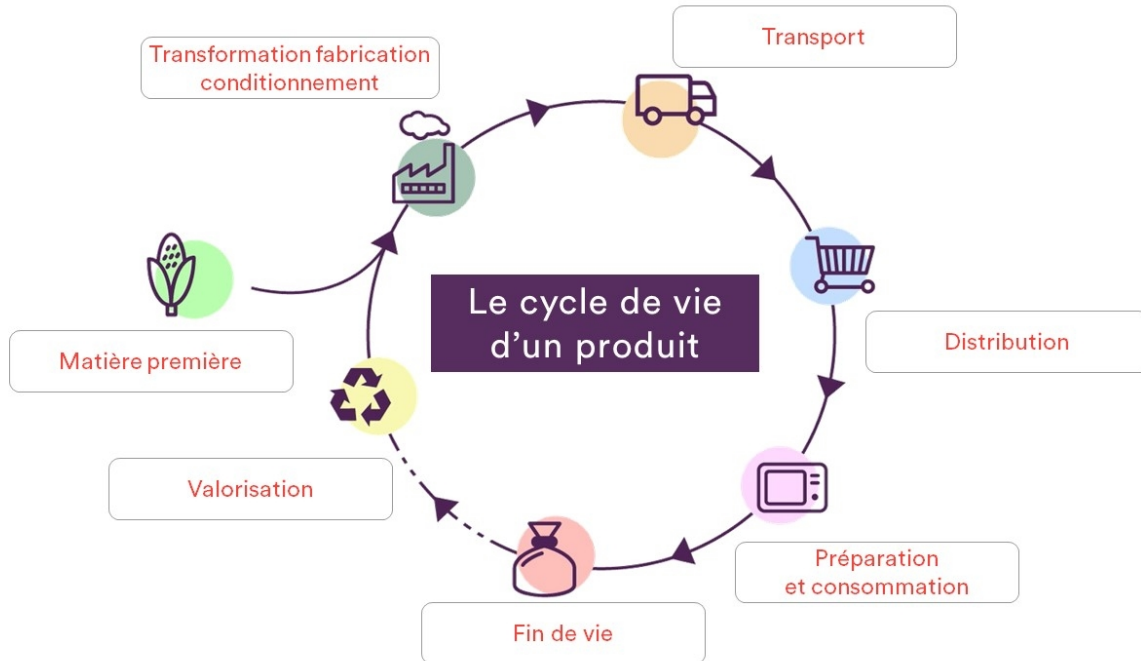 Transformation fabrication
conditionnement
Transport
Le cycle de vie
d’un produit
Matière première
Distribution
Valorisation
Préparation
et consommation
Fin de vie